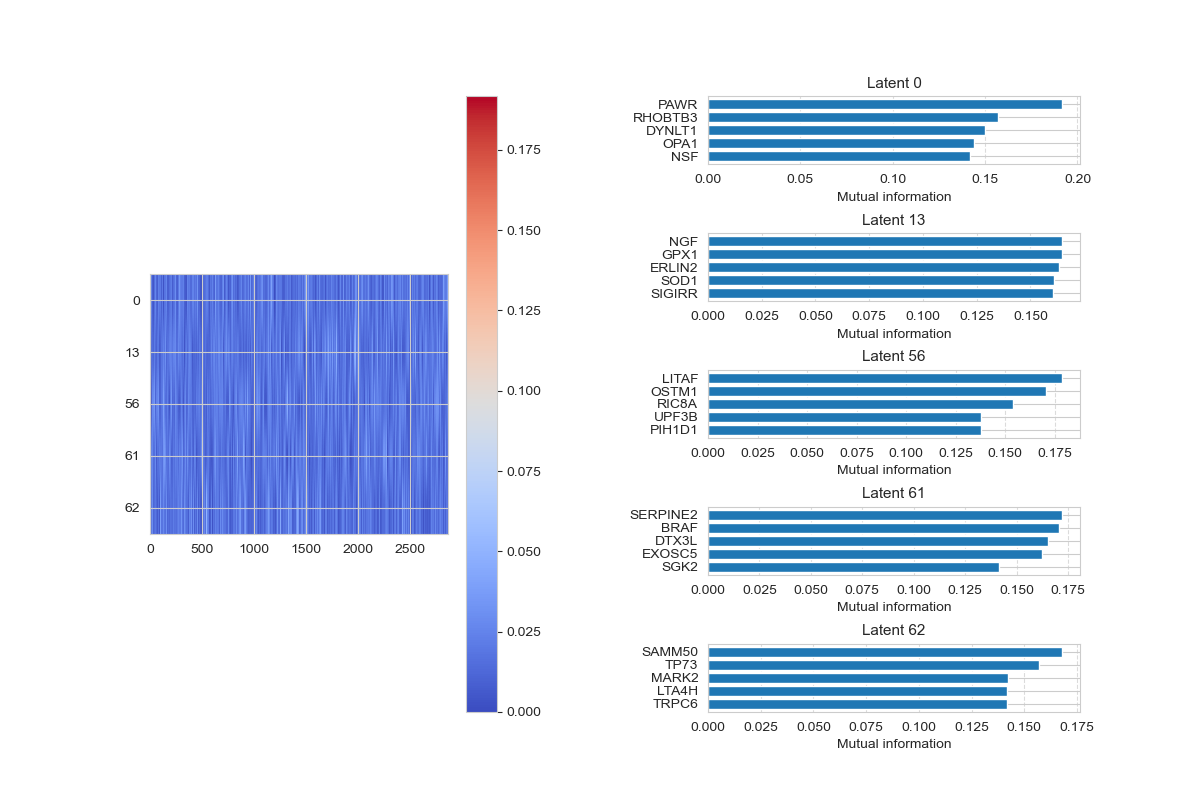 0
13
56
61
62
0
500
1000
1500
2000
2500
0.175
0.150
0.125
0.100
0.075
0.050
0.025
0.000
Latent 0
PAWR
RHOBTB3
DYNLT1
OPA1
NSF
0.00 0.05 0.10 0.15 0.20
Mutual information
Latent 13
NGF
GPX1
ERLIN2
SOD1
SIGIRR
0.000 0.025 0.050 0.075 0.100 0.125 0.150
Mutual information
Latent 56
LITAF
OSTM1
RIC8A
UPF3B
PIH1D1
0.000 0.025 0.050 0.075 0.100 0.125 0.150 0.175
Mutual information
Latent 61
SERPINE2
BRAF
DTX3L
EXOSC5
SGK2
0.000 0.025 0.050 0.075 0.100 0.125 0.150 0.175
Mutual information
Latent 62
SAMM50
TP73
MARK2
LTA4H
TRPC6
0.000 0.025 0.050 0.075 0.100 0.125 0.150 0.175
Mutual information